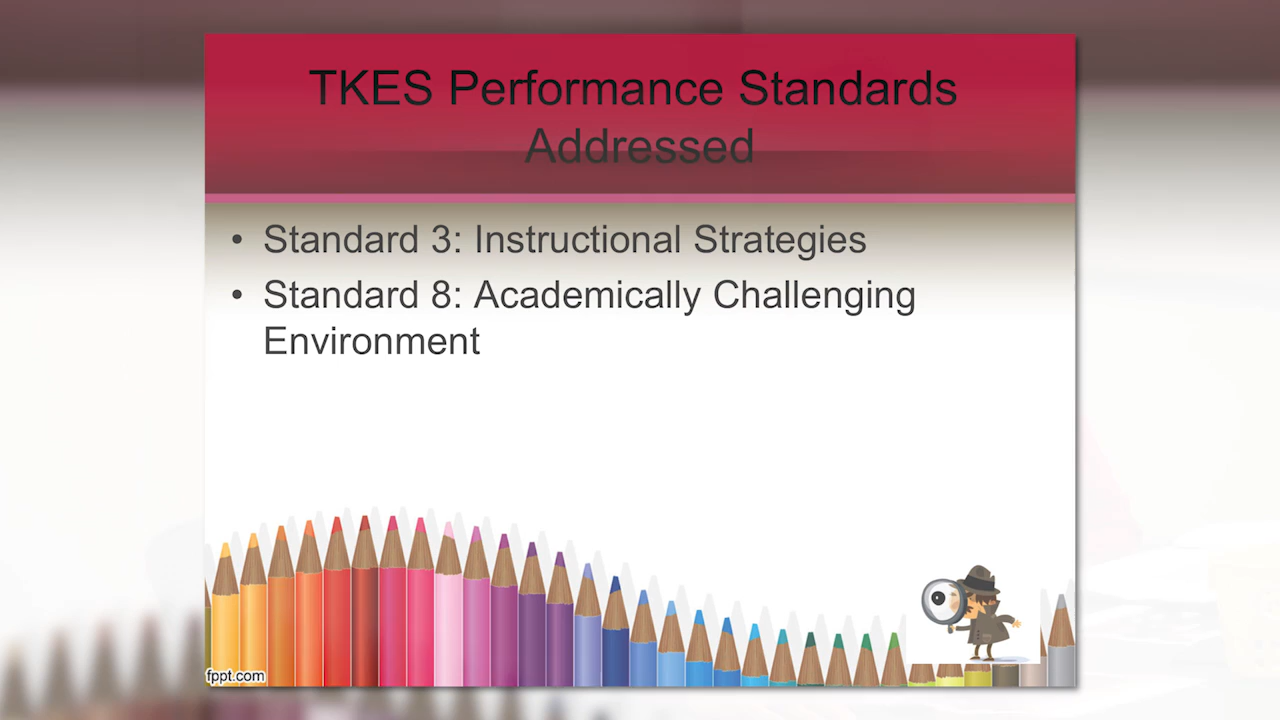 TKES Performance Standards
Addressed
• Standard 3: Instructional Strategies
• Standard 8: Academically Challenging
Environment
fppt.com